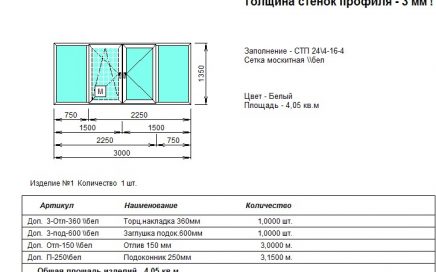 Толщина стенок профиля - 3 мм !
Заполнение - СТП 24\4-16-4
Сетка москитная \\бел
Цвет - Белый
Площадь - 4,05 кв.м
М
1350
750 2250
1500 1500
2250 750
3000
Изделие №1 Количество 1 шт.
Артикул Наименование Количество
Доп. 3-Отп-360 \\бел Торц.накладка 360мм 1,0000 шт.
Доп. 3-под-600 \\бел Заглушка подок.600мм 1,0000 шт.
Доп. Отп-150 \\бел Отлив 150 мм 3,0000 м.
Доп. П-250\бел Подоконник 250мм 3,1500 м.
Общая площадь изделий 4,05 кв.м